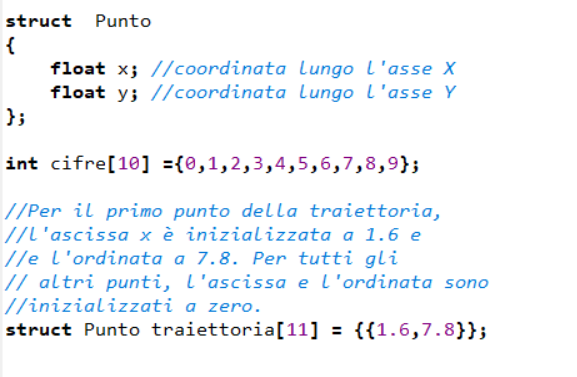 struct  Punto
{
    float x; //coordinata lungo l'asse X
    float y; //coordinata lungo l'asse Y
};

int cifre[10] ={0,1,2,3,4,5,6,7,8,9};

//Per il primo punto della traiettoria,
//l'ascissa x è inizializzata a 1.6 e
//e l'ordinata a 7.8. Per tutti gli
// altri punti, l'ascissa e l'ordinata sono
//inizializzati a zero.
struct Punto traiettoria[11] = {{1.6,7.8}};